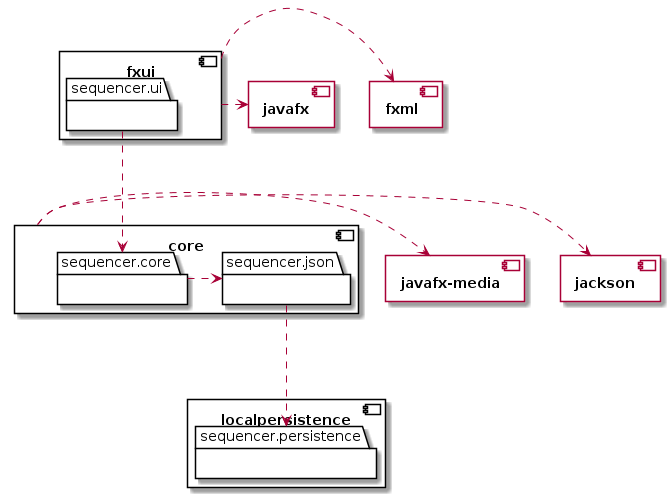 fxui
sequencer.ui
javafx
fxml
core
sequencer.core
sequencer.json
javafx-media
jackson
localpersistence
sequencer.persistence